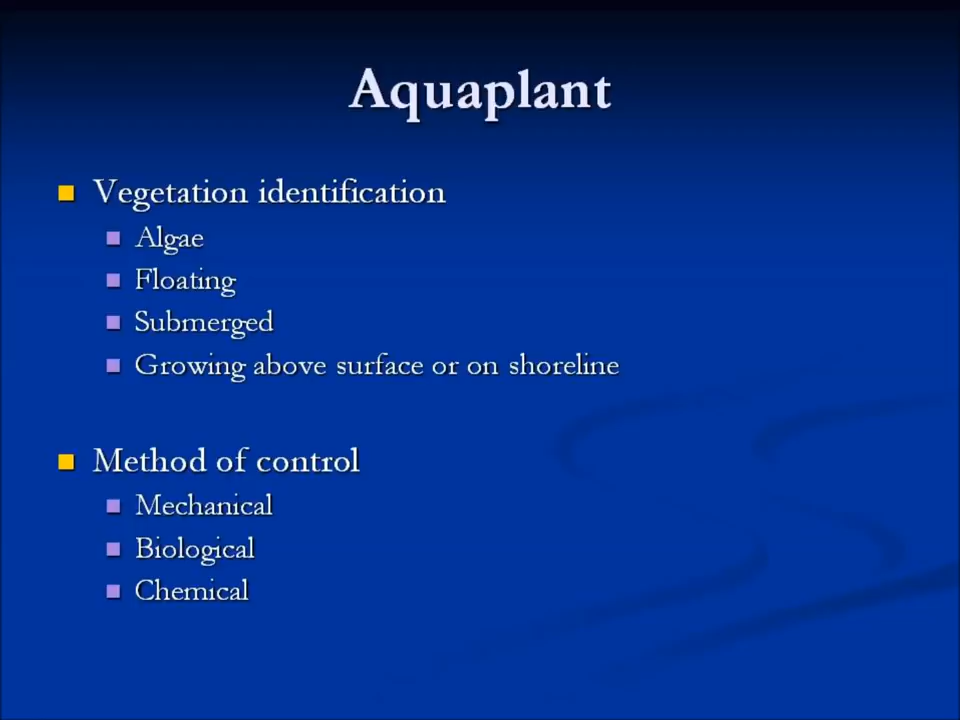 Aquaplant
Vegetation identification
Algae
Floating
Submerged
Growing above surface or on shoreline
Method of control
Mechanical
Biological
Chemical